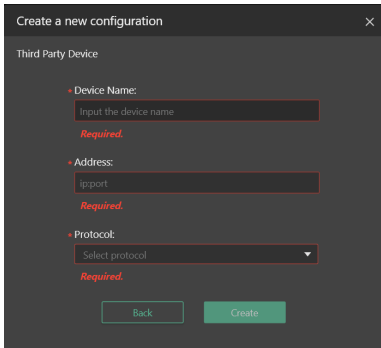 Create a new configuration
Third Party Device
* Device Name:
Input the device name
Required.
* Address:
ip:port
Required.
* Protocol:
Select protocol
Required.
Back Create